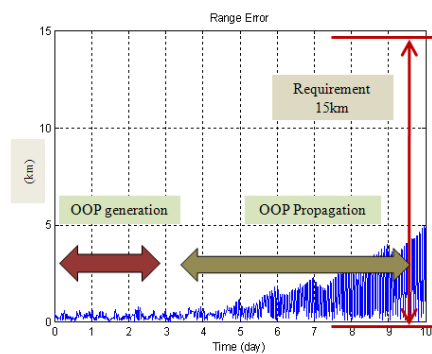 Range Error
15
Requirement
15km
10
(km)
OOP generation
OOP Propagation
5
0
0 1 2 3 4 5 6 7 8 9 10
Time (day)